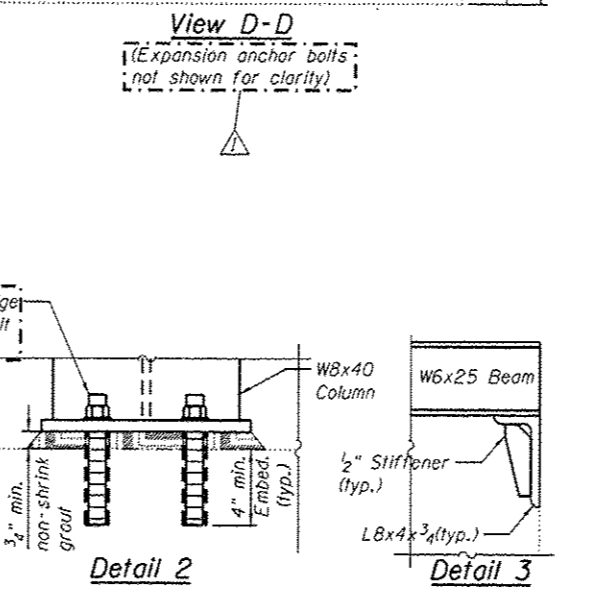 View D-D
(Expansion anchor bolts
not shown for clarity)
1
W8x40
Column
3/4" min.
non-shrink
grout
4" min.
Embed.
(typ.)
Detail 2
W6x25 Beam
1/2" Stiffener
(typ.)
L8x4x3/4(typ.)
Detail 3